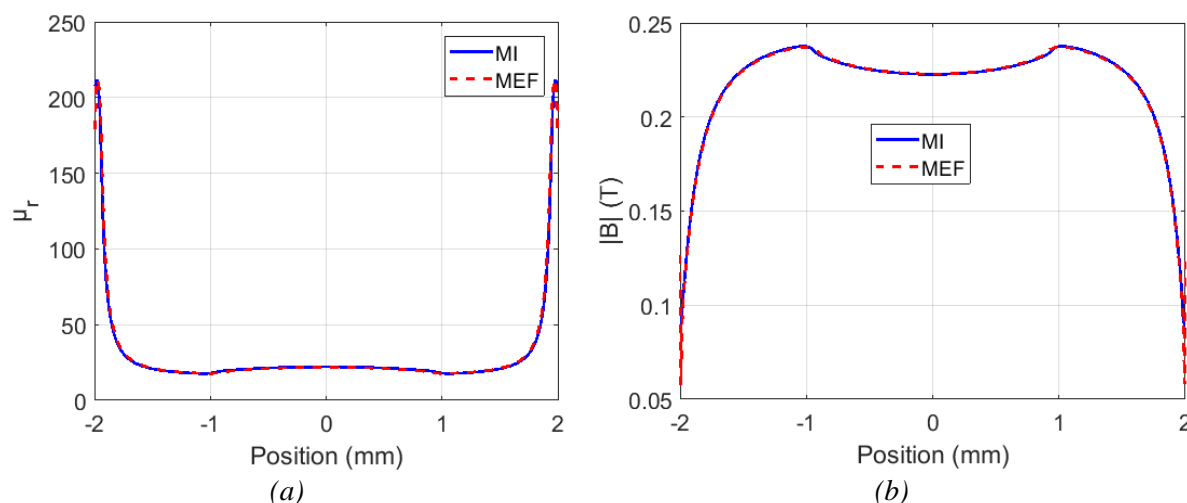 250
200
150
100
50
0
μr
-2 -1 0 1 2
Position (mm)
MI
MEF
(a)
0.25
0.2
0.15
0.1
0.05
|B| (T)
-2 -1 0 1 2
Position (mm)
MI
MEF
(b)